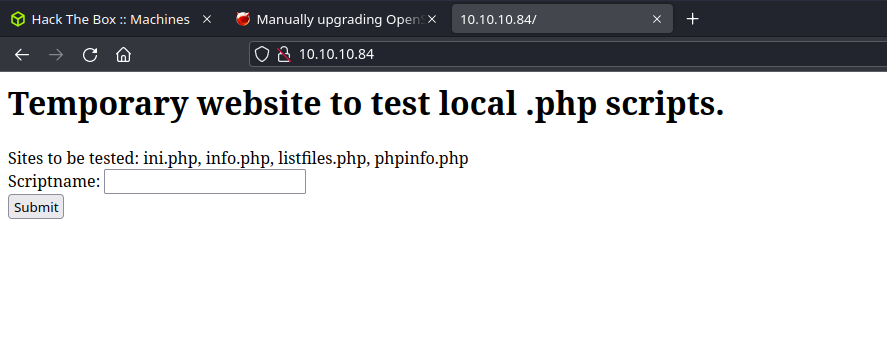 Hack The Box :: Machines
Manually upgrading Open
10.10.10.84/
10.10.10.84
Temporary website to test local .php scripts.
Sites to be tested: ini.php, info.php, listfiles.php, phpinfo.php
Scriptname:
Submit